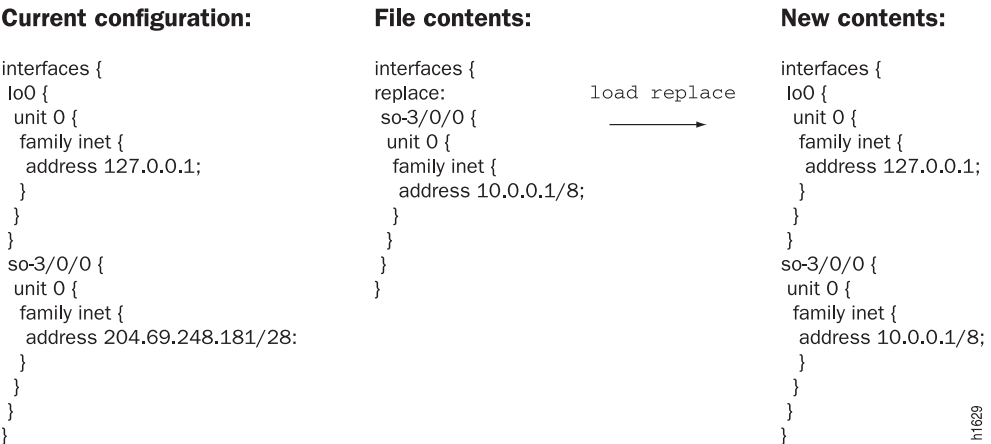 Current configuration:
interfaces {
lo0 {
unit 0 {
family inet {
address 127.0.0.1;
}
}
}
so-3/0/0 {
unit 0 {
family inet {
address 204.69.248.181/28:
}
}
}
}
File contents:
interfaces {
replace:
so-3/0/0 {
unit 0 {
family inet {
address 10.0.0.1/8;
}
}
}
}
load replace
New contents:
interfaces {
lo0 {
unit 0 {
family inet {
address 127.0.0.1;
}
}
}
so-3/0/0 {
unit 0 {
family inet {
address 10.0.0.1/8;
}
}
}
}
h1629